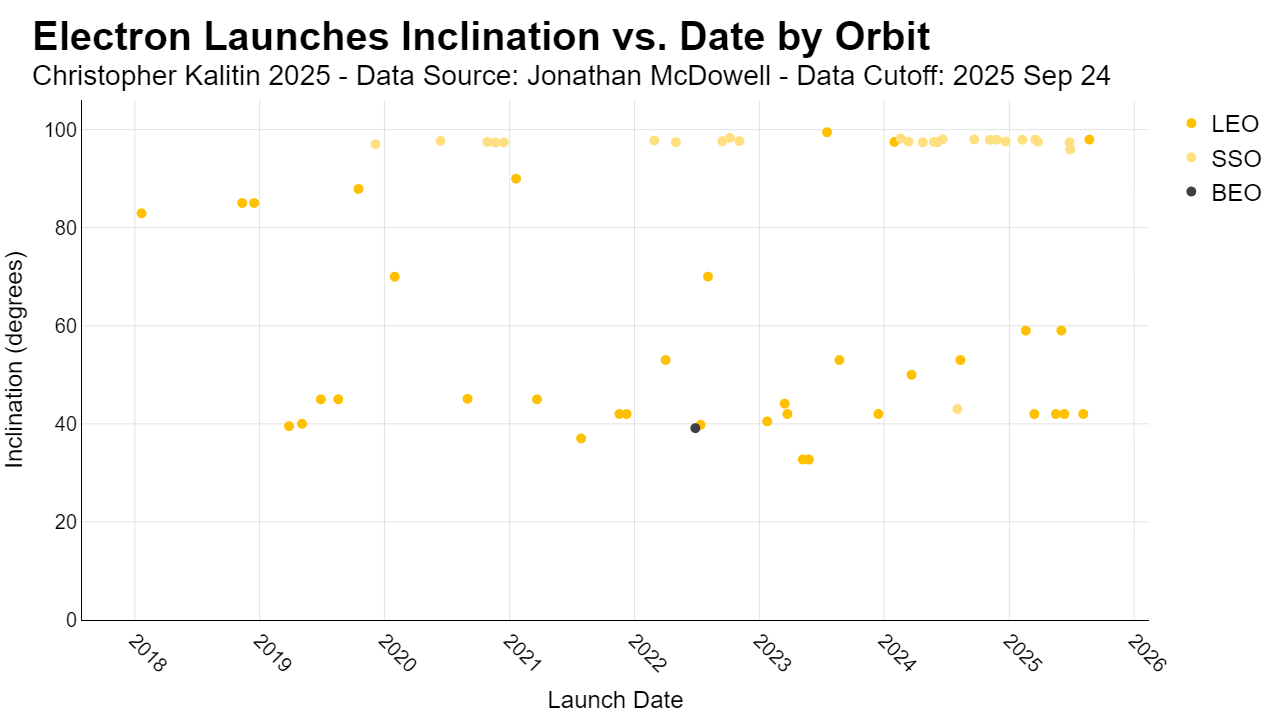 Electron Launches Inclination vs. Date by Orbit
Christopher Kalitin 2025 - Data Source: Jonathan McDowell - Data Cutoff: 2025 Sep 24
LEO
SSO
BEO
Inclination (degrees)
100
80
60
40
20
0
2018
2019
2020
2021
2022
2023
2024
2025
2026
Launch Date